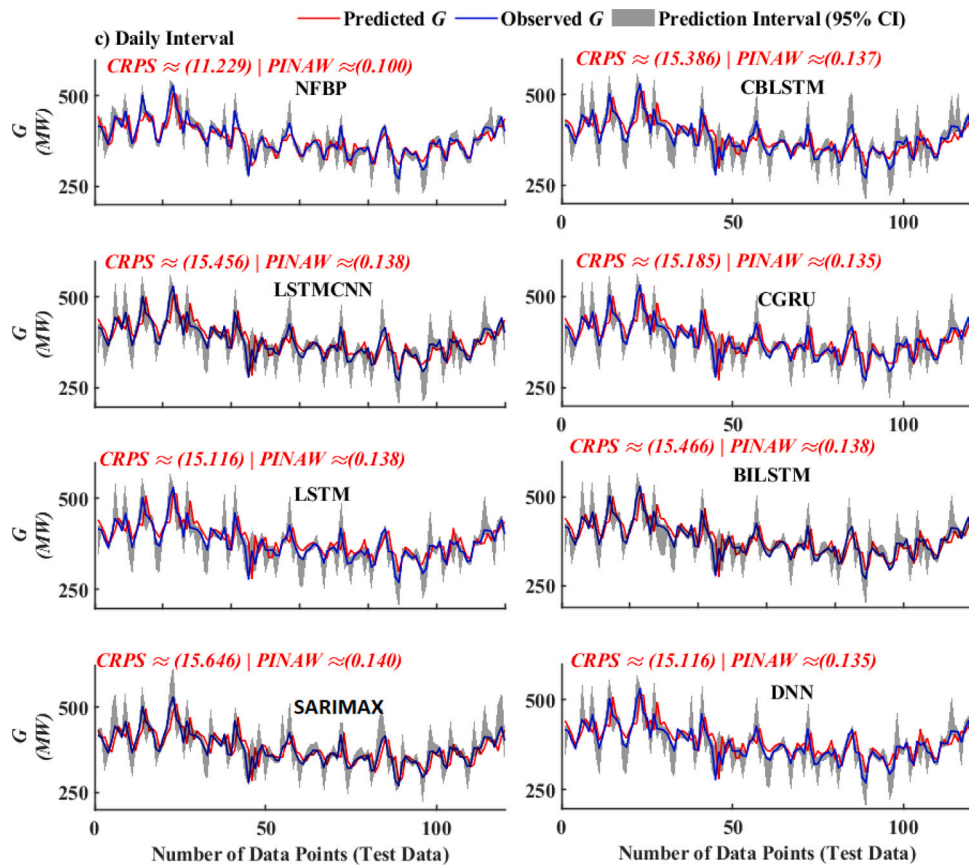 Predicted G Observed G Prediction Interval (95% CI)
c) Daily Interval
CRPS ≈ (11.229) | PINAW ≈(0.100)
NFBP
500
250
G
(MW)
CRPS ≈ (15.386) | PINAW ≈(0.137)
CBLSTM
500
250
0 50 100
CRPS ≈ (15.456) | PINAW ≈(0.138)
LSTMCNN
500
250
G
(MW)
CRPS ≈ (15.185) | PINAW ≈(0.135)
CGRU
500
250
0 50 100
CRPS ≈ (15.116) | PINAW ≈(0.138)
LSTM
500
250
G
(MW)
CRPS ≈ (15.466) | PINAW ≈(0.138)
BILSTM
500
250
CRPS ≈ (15.646) | PINAW ≈(0.140)
SARIMAX
500
250
G
(MW)
0 50 100
Number of Data Points (Test Data)
CRPS ≈ (15.116) | PINAW ≈(0.135)
DNN
500
250
0 50 100
Number of Data Points (Test Data)